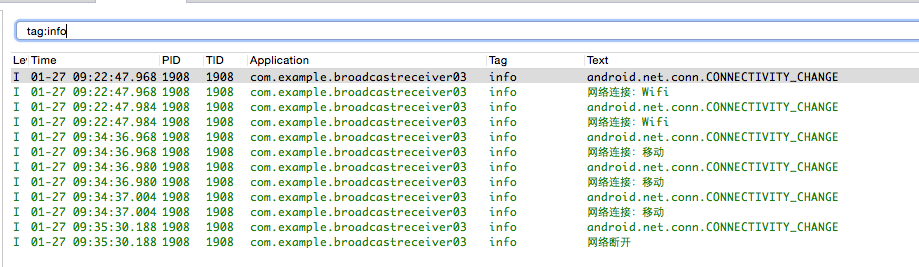 tag:info
Le Time PID TID Application Tag Text
I 01-27 09:22:47.968 1908 1908 com.example.broadcastreceiver03 info android.net.conn.CONNECTIVITY_CHANGE
I 01-27 09:22:47.968 1908 1908 com.example.broadcastreceiver03 info 网络连接: Wifi
I 01-27 09:22:47.984 1908 1908 com.example.broadcastreceiver03 info android.net.conn.CONNECTIVITY_CHANGE
I 01-27 09:22:47.984 1908 1908 com.example.broadcastreceiver03 info 网络连接: Wifi
I 01-27 09:34:36.968 1908 1908 com.example.broadcastreceiver03 info android.net.conn.CONNECTIVITY_CHANGE
I 01-27 09:34:36.968 1908 1908 com.example.broadcastreceiver03 info 网络连接: 移动
I 01-27 09:34:36.980 1908 1908 com.example.broadcastreceiver03 info android.net.conn.CONNECTIVITY_CHANGE
I 01-27 09:34:36.980 1908 1908 com.example.broadcastreceiver03 info 网络连接: 移动
I 01-27 09:34:37.004 1908 1908 com.example.broadcastreceiver03 info android.net.conn.CONNECTIVITY_CHANGE
I 01-27 09:34:37.004 1908 1908 com.example.broadcastreceiver03 info 网络连接: 移动
I 01-27 09:35:30.188 1908 1908 com.example.broadcastreceiver03 info android.net.conn.CONNECTIVITY_CHANGE
I 01-27 09:35:30.188 1908 1908 com.example.broadcastreceiver03 info 网络断开